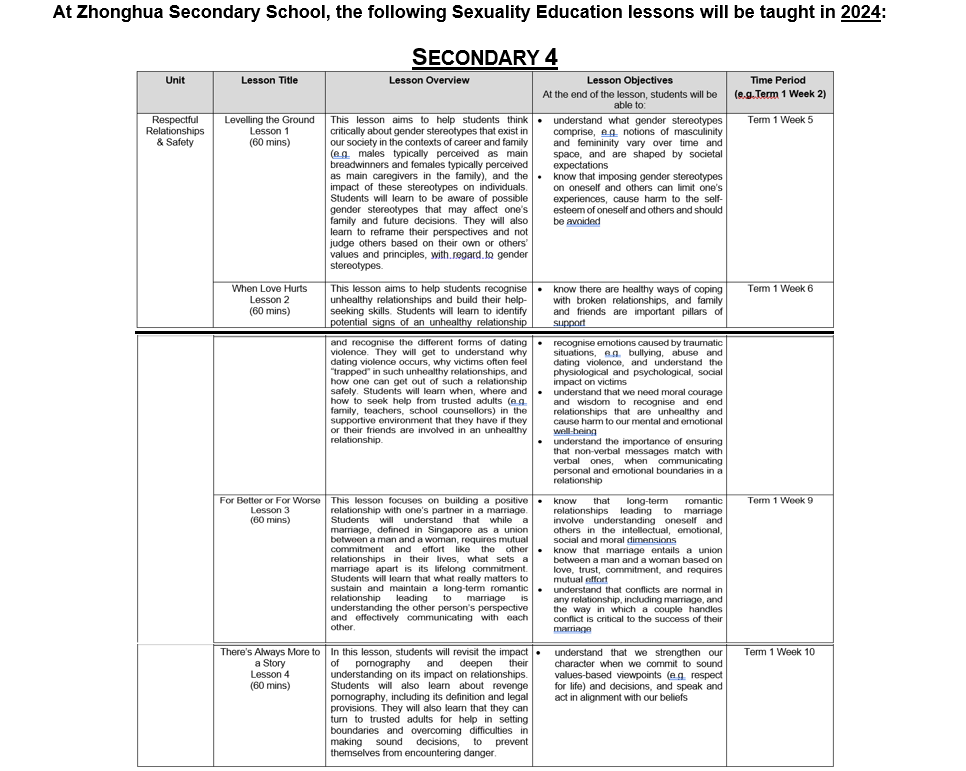 At Zhonghua Secondary School, the following Sexuality Education lessons will be taught in 2024:
SECONDARY 4
Unit
Lesson Title
Lesson Overview
Lesson Objectives
At the end of the lesson, students will be
able to:
Time Period
(e.g.Term 1 Week 2)
Respectful
Relationships
& Safety
Levelling the Ground
Lesson 1
(60 mins)
This lesson aims to help students think
critically about gender stereotypes that exist in
our society in the contexts of career and family
(e.g. males typically perceived as main
breadwinners and females typically perceived
as main caregivers in the family), and the
impact of these stereotypes on individuals.
Students will learn to be aware of possible
gender stereotypes that may affect one's
family and future decisions. They will also
learn to reframe their perspectives and not
judge others based on their own or others'
values and principles, with regard to gender
stereotypes.
• understand what gender stereotypes
comprise, e.g. notions of masculinity
and femininity vary over time and
space, and are shaped by societal
expectations
• know that imposing gender stereotypes
on oneself and others can limit one's
experiences, cause harm to the self-
esteem of oneself and others and should
be avoided
Term 1 Week 5
When Love Hurts
Lesson 2
(60 mins)
This lesson aims to help students recognise
unhealthy relationships and build their help-
seeking skills. Students will learn to identify
potential signs of an unhealthy relationship
and recognise the different forms of dating
violence. They will get to understand why
dating violence occurs, why victims often feel
"trapped" in such unhealthy relationships, and
how one can get out of such a relationship
safely. Students will learn when, where and
how to seek help from trusted adults (e.g.
family, teachers, school counsellors) in the
supportive environment that they have if they
or their friends are involved in an unhealthy
relationship.
• know there are healthy ways of coping
with broken relationships, and family
and friends are important pillars of
support
• recognise emotions caused by traumatic
situations, e.g. bullying, abuse and
dating violence, and understand the
physiological and psychological, social
impact on victims
• understand that we need moral courage
and wisdom to recognise and end
relationships that are unhealthy and
cause harm to our mental and emotional
well-being
• understand the importance of ensuring
that non-verbal messages match with
verbal ones, when communicating
personal and emotional boundaries in a
relationship
Term 1 Week 6
For Better or For Worse
Lesson 3
(60 mins)
This lesson focuses on building a positive
relationship with one's partner in a marriage.
Students will understand that while a
marriage, defined in Singapore as a union
between a man and a woman, requires mutual
commitment and effort like the other
relationships in their lives, what sets a
marriage apart is its lifelong commitment.
Students will learn that what really matters to
sustain and maintain a long-term romantic
relationship leading to marriage is
understanding the other person's perspective
and effectively communicating with each
other.
• know that long-term romantic
relationships leading to marriage
involve understanding oneself and
others in the intellectual, emotional,
social and moral dimensions
• know that marriage entails a union
between a man and a woman based on
love, trust, commitment, and requires
mutual effort
• understand that conflicts are normal in
any relationship, including marriage, and
the way in which a couple handles
conflict is critical to the success of their
marriage
Term 1 Week 9
There's Always More to
a Story
Lesson 4
(60 mins)
In this lesson, students will revisit the impact
of pornography and deepen their
understanding on its impact on relationships.
Students will also learn about revenge
pornography, including its definition and legal
provisions. They will also learn that they can
turn to trusted adults for help in setting
boundaries and overcoming difficulties in
making sound decisions, to prevent
themselves from encountering danger.
• understand that we strengthen our
character when we commit to sound
values-based viewpoints (e.g. respect
for life) and decisions, and speak and
act in alignment with our beliefs
Term 1 Week 10